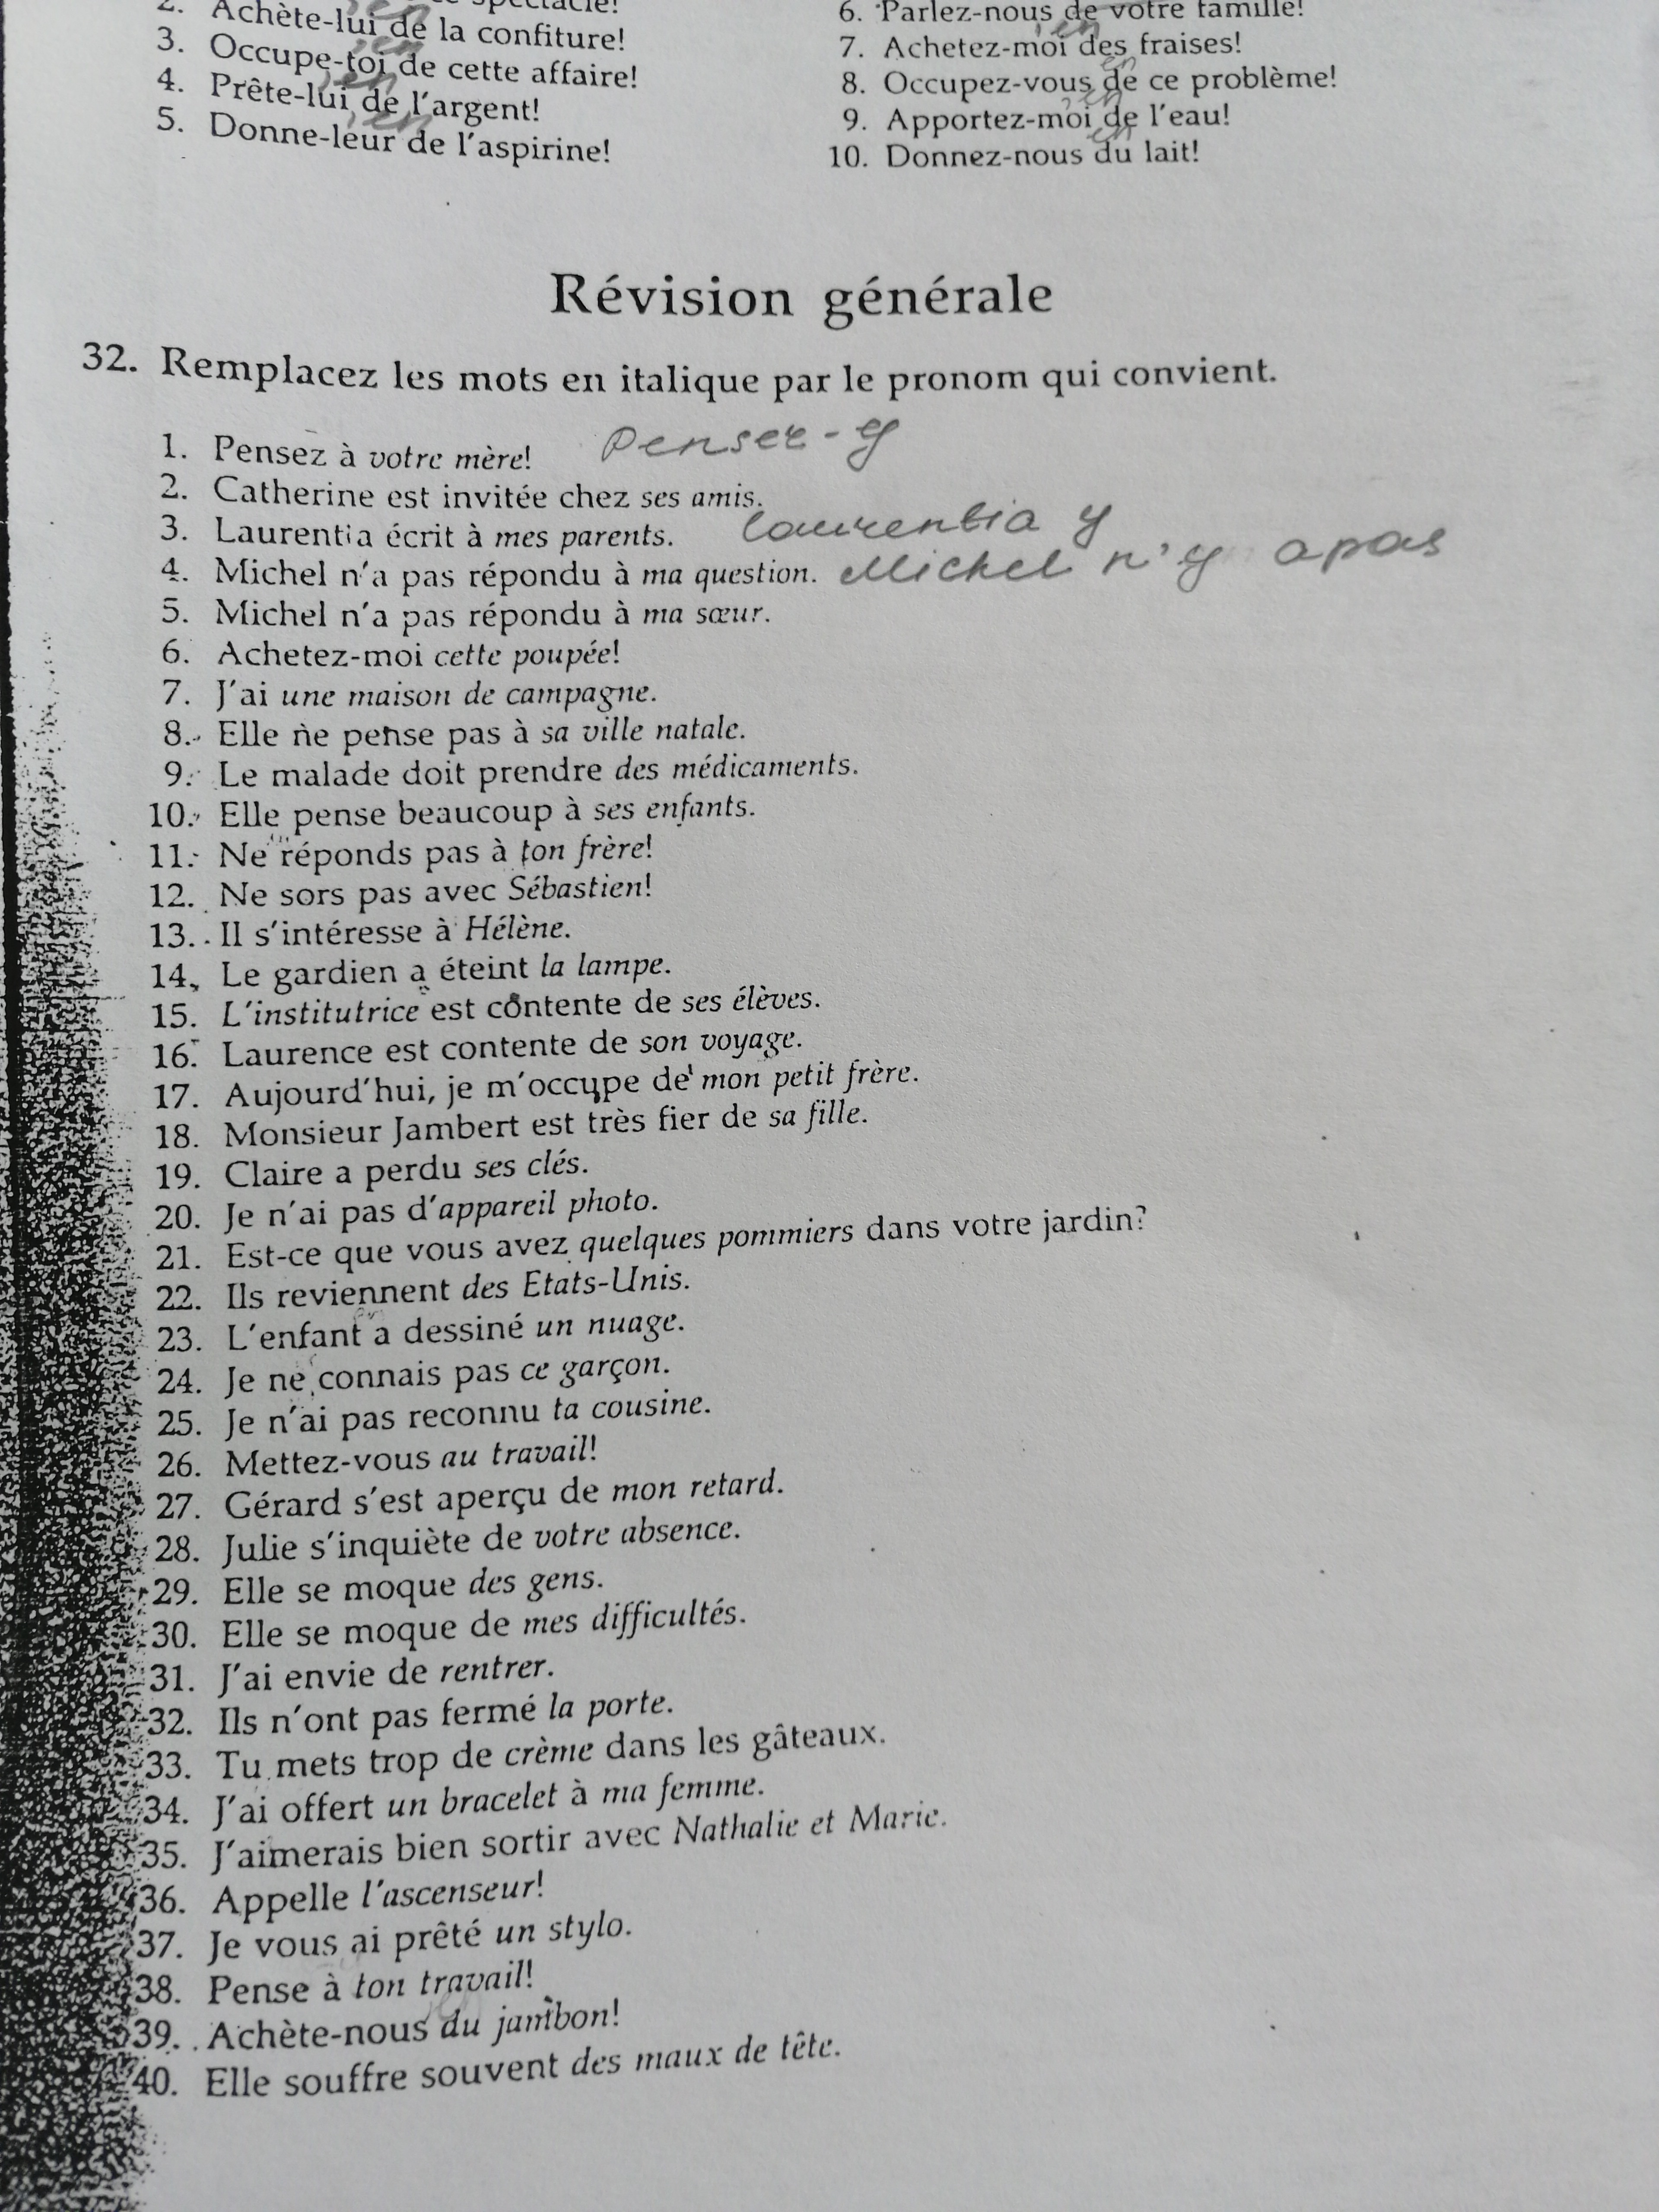 2. Achète-lui de la confiture!
en
3. Occupe-toi de cette affaire!
en
4. Prête-lui de l'argent!
en
5. Donne-leur de l'aspirine!
en
6. Parlez-nous de votre famille!
7. Achetez-moi des fraises!
en
8. Occupez-vous de ce problème!
en
9. Apportez-moi de l'eau!
en
10. Donnez-nous du lait!
en
Révision générale
32. Remplacez les mots en italique par le pronom qui convient.
1. Pensez à votre mère! Pensez-y
2. Catherine est invitée chez ses amis.
3. Laurentia écrit à mes parents. Laurentia y
4. Michel n'a pas répondu à ma question. Michel n'y a pas
5. Michel n'a pas répondu à ma sœur.
6. Achetez-moi cette poupée!
7. J'ai une maison de campagne.
8. Elle ne pense pas à sa ville natale.
9. Le malade doit prendre des médicaments.
10. Elle pense beaucoup à ses enfants.
11. Ne réponds pas à ton frère!
12. Ne sors pas avec Sébastien!
13. Il s'intéresse à Hélène.
14. Le gardien a éteint la lampe.
15. L'institutrice est contente de ses élèves.
16. Laurence est contente de son voyage.
17. Aujourd'hui, je m'occupe de mon petit frère.
18. Monsieur Jambert est très fier de sa fille.
19. Claire a perdu ses clés.
20. Je n'ai pas d'appareil photo.
21. Est-ce que vous avez quelques pommiers dans votre jardin?
22. Ils reviennent des Etats-Unis.
23. L'enfant a dessiné un nuage.
24. Je ne connais pas ce garçon.
25. Je n'ai pas reconnu ta cousine.
26. Mettez-vous au travail!
27. Gérard s'est aperçu de mon retard.
28. Julie s'inquiète de votre absence.
29. Elle se moque des gens.
30. Elle se moque de mes difficultés.
31. J'ai envie de rentrer.
32. Ils n'ont pas fermé la porte.
33. Tu mets trop de crème dans les gâteaux.
34. J'ai offert un bracelet à ma femme.
35. J'aimerais bien sortir avec Nathalie et Marie.
36. Appelle l'ascenseur!
37. Je vous ai prêté un stylo.
38. Pense à ton travail!
39. Achète-nous du jambon!
40. Elle souffre souvent des maux de tête.